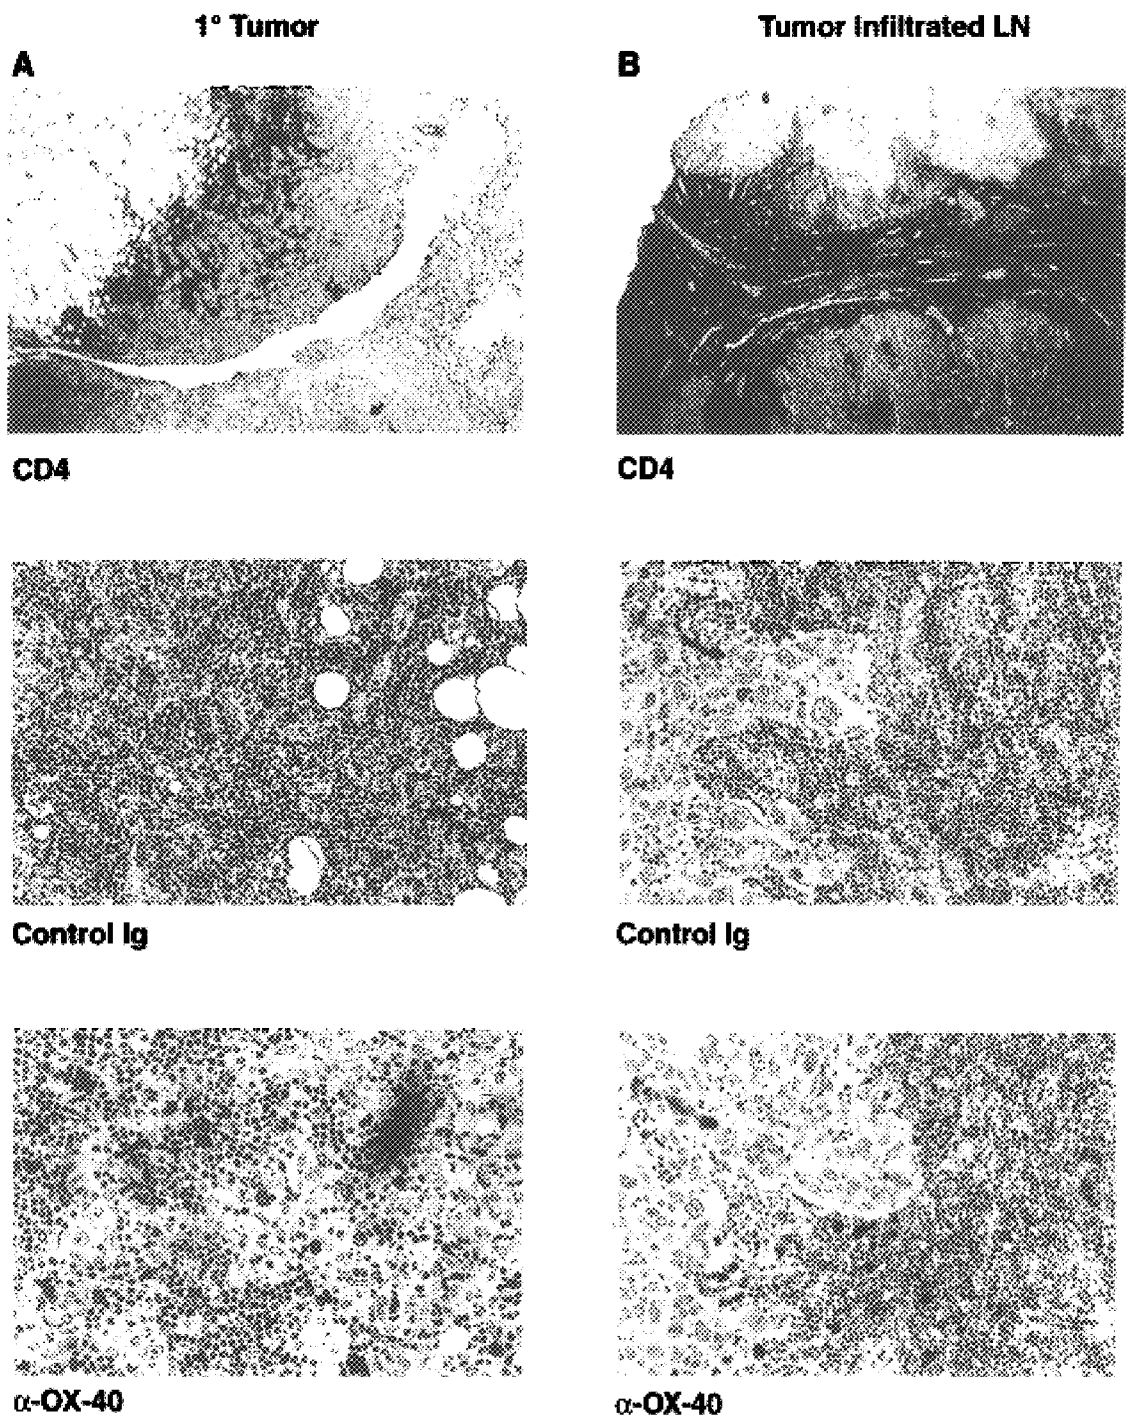 1° Tumor
Tumor Infiltrated LN
A
B
CD4
CD4
Control Ig
Control Ig
α-OX-40
α-OX-40